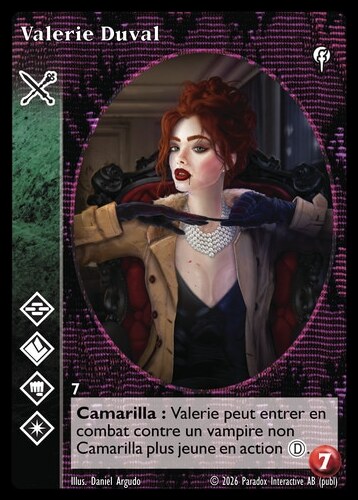 Valerie Duval
7
Camarilla : Valerie peut entrer en
combat contre un vampire non
Camarilla plus jeune en action Ⓓ.
7
Illus. Daniel Argudo © 2026 Paradox Interactive AB (publ)